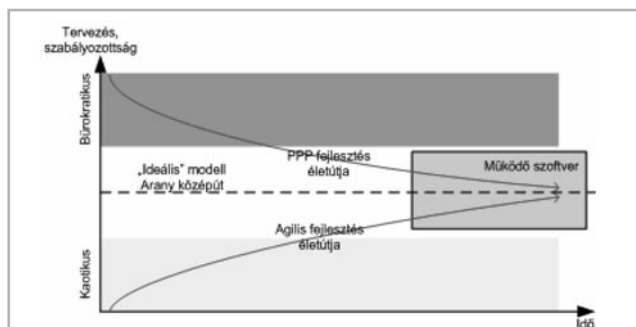 Tervezés,
szabályozottság
Bürokratikus
„Ideális” modell
Arany középút
PPP fejlesztés
életútja
Működő szoftver
Agilis fejlesztés
életútja
Kaotikus
Idő